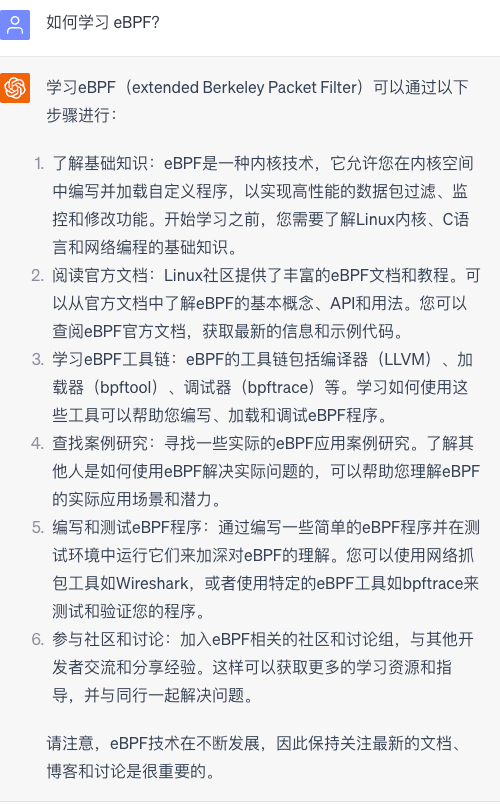 如何学习 eBPF?
学习eBPF（extended Berkeley Packet Filter）可以通过以下
步骤进行：
1. 了解基础知识：eBPF是一种内核技术，它允许您在内核空间
中编写并加载自定义程序，以实现高性能的数据包过滤、监
控和修改功能。开始学习之前，您需要了解Linux内核、C语
言和网络编程的基础知识。
2. 阅读官方文档：Linux社区提供了丰富的eBPF文档和教程。可
以从官方文档中了解eBPF的基本概念、API和用法。您可以
查阅eBPF官方文档，获取最新的信息和示例代码。
3. 学习eBPF工具链：eBPF的工具链包括编译器（LLVM）、加
载器（bpftool）、调试器（bpftrace）等。学习如何使用这
些工具可以帮助您编写、加载和调试eBPF程序。
4. 查找案例研究：寻找一些实际的eBPF应用案例研究。了解其
他人是如何使用eBPF解决实际问题的，可以帮助您理解eBPF
的实际应用场景和潜力。
5. 编写和测试eBPF程序：通过编写一些简单的eBPF程序并在测
试环境中运行它们来加深对eBPF的理解。您可以使用网络抓
包工具如Wireshark，或者使用特定的eBPF工具如bpftrace来
测试和验证您的程序。
6. 参与社区和讨论：加入eBPF相关的社区和讨论组，与其他开
发者交流和分享经验。这样可以获取更多的学习资源和指
导，并与同行一起解决问题。
请注意，eBPF技术在不断发展，因此保持关注最新的文档、
博客和讨论是很重要的。